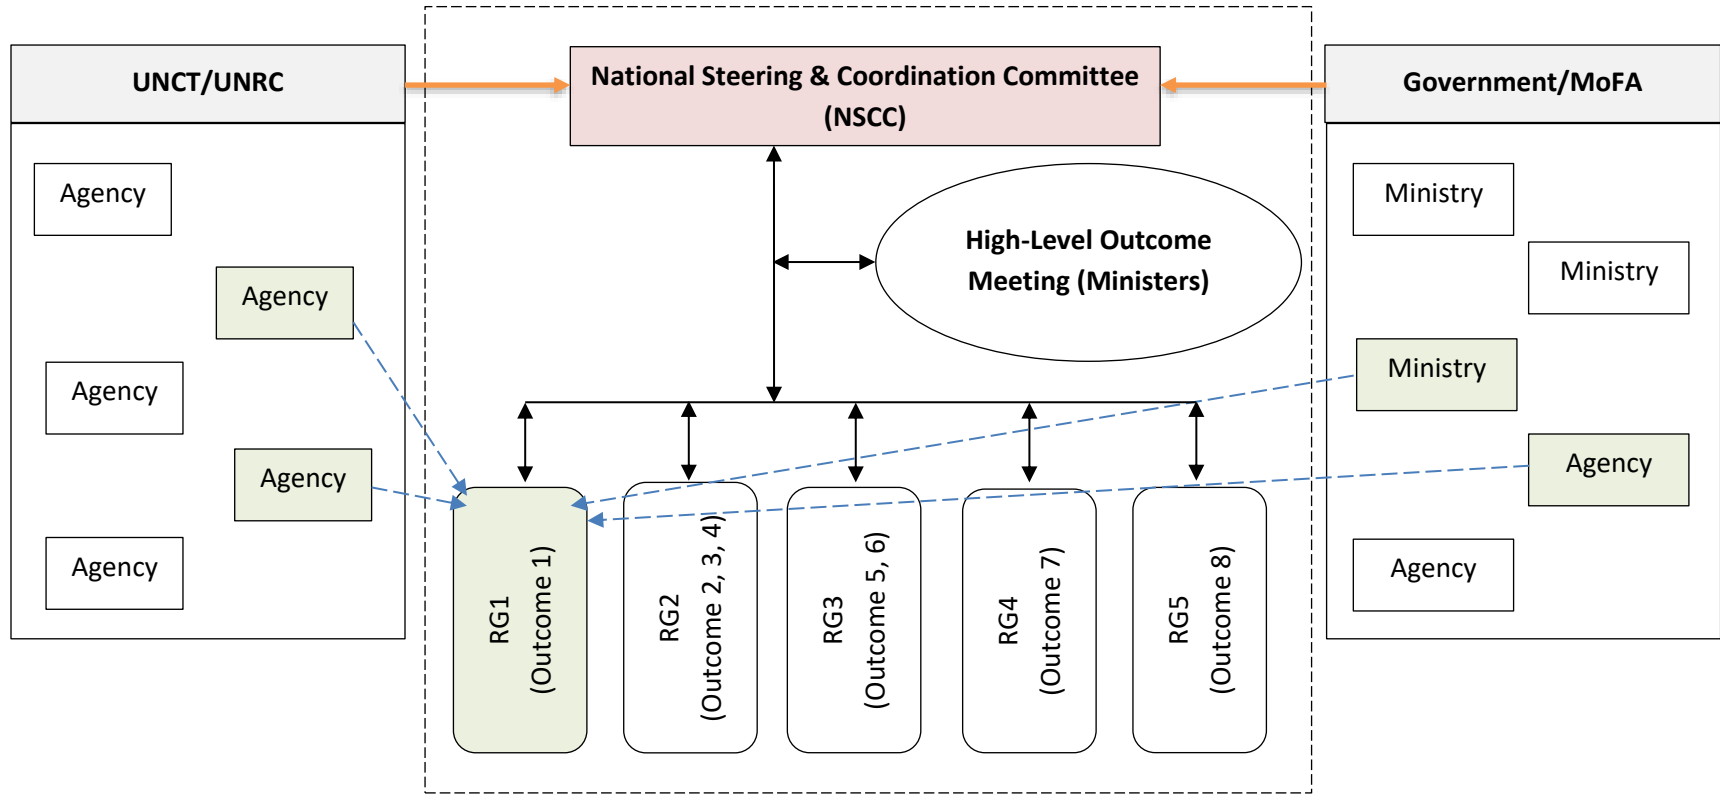 UNCT/UNRC
Agency
Agency
Agency
Agency
Agency
National Steering & Coordination Committee
(NSCC)
High-Level Outcome
Meeting (Ministers)
RG1
(Outcome 1)
RG2
(Outcome 2, 3, 4)
RG3
(Outcome 5, 6)
RG4
(Outcome 7)
RG5
(Outcome 8)
Government/MoFA
Ministry
Ministry
Ministry
Agency
Agency